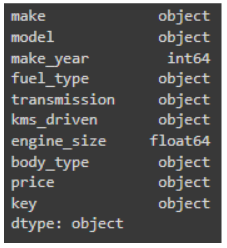 make object
model object
make_year int64
fuel_type object
transmission object
kms_driven object
engine_size float64
body_type object
price object
key object
dtype: object